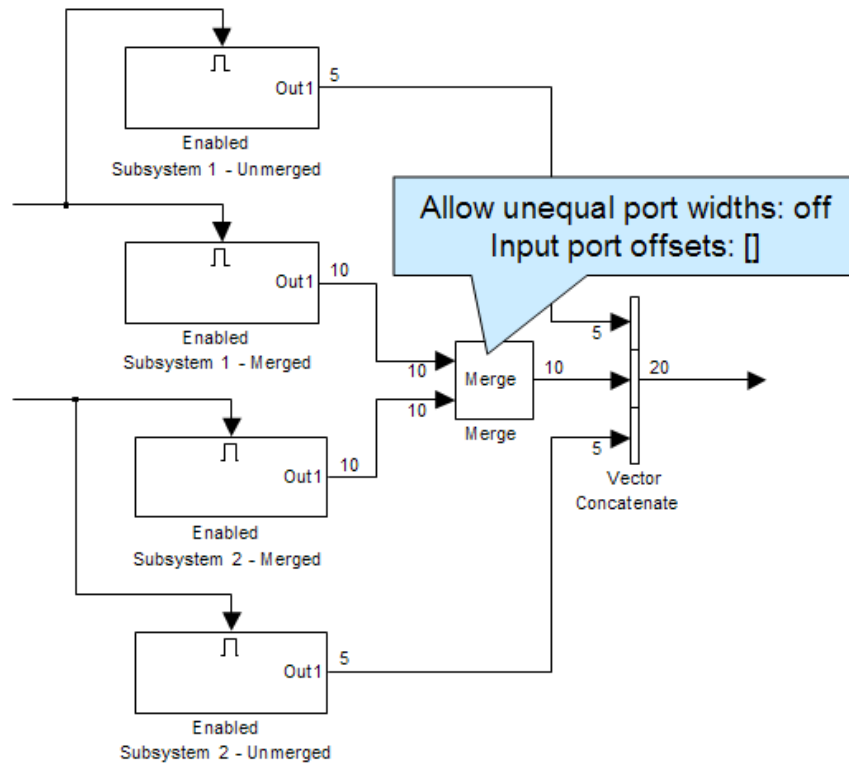 Out1
5
Enabled
Subsystem 1 - Unmerged
Allow unequal port widths: off
Input port offsets: []
Out1
10
Enabled
Subsystem 1 - Merged
5
10
10
Merge
10
20
Merge
Out1
10
5
Vector
Concatenate
Enabled
Subsystem 2 - Merged
Out1
5
Enabled
Subsystem 2 - Unmerged